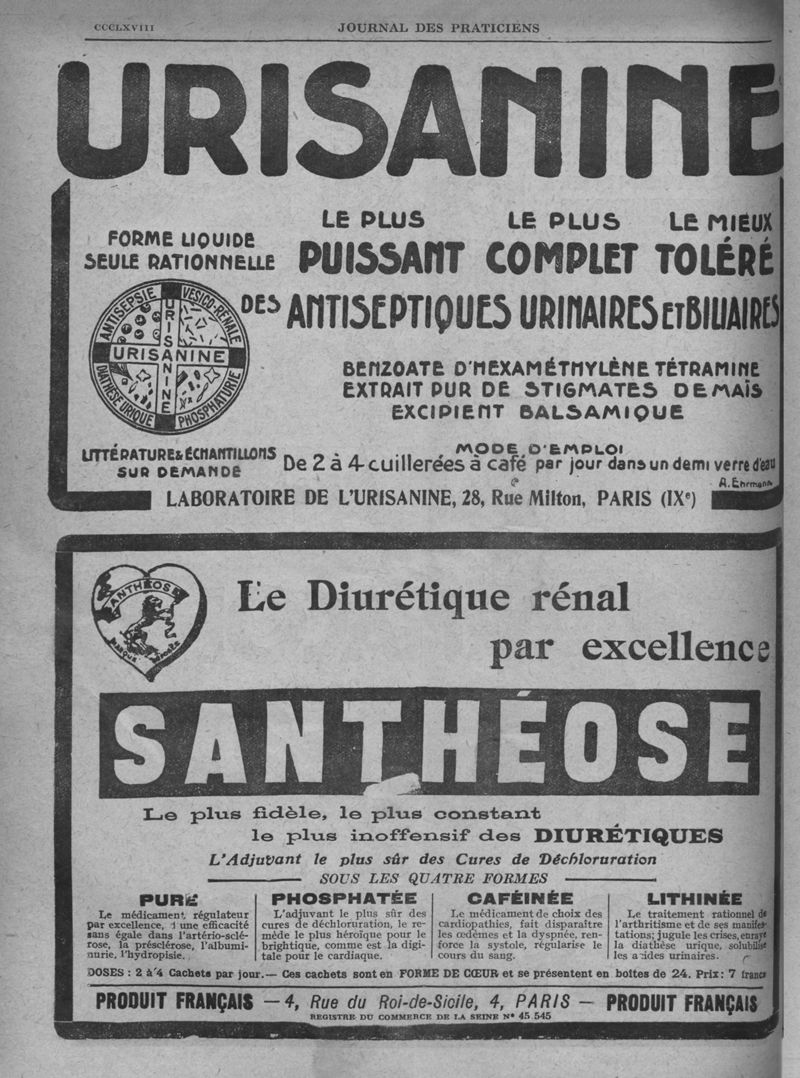 CCCLXVIII JOURNAL DES PRATICIENS
URISANINE
FORME LIQUIDE
SEULE RATIONNELLE
LE PLUS LE PLUS LE MIEUX
PUISSANT COMPLET TOLÉRÉ
DES ANTISEPTIQUES URINAIRES ET BILIAIRES
ANTISEPSIE VESICO-RÉNALE
URISANINE
URISANINE
DIATHÈSE URIQUE PHOSPHATURIE
BENZOATE D'HEXAMÉTHYLÈNE TÉTRAMINE
EXTRAIT PUR DE STIGMATES DE MAÏS
EXCIPIENT BALSAMIQUE
LITTÉRATURE & ÉCHANTILLONS
SUR DEMANDE
MODE D'EMPLOI
De 2 à 4 cuillerées à café par jour dans un demi verre d'eau
A. Ehrmann
LABORATOIRE DE L'URISANINE, 28, Rue Milton, PARIS (IXe)
SANTHÉOSE
MARQUE DÉPOSÉE
Le Diurétique rénal
par excellence
SANTHÉOSE
Le plus fidèle, le plus constant
le plus inoffensif des DIURÉTIQUES
L'Adjuvant le plus sûr des Cures de Déchloruration
SOUS LES QUATRE FORMES
PURE
Le médicament régulateur
par excellence, d'une efficacité
sans égale dans l'artério-sclé-
rose, la présclérose, l'albumi-
nurie, l'hydropisie.
PHOSPHATÉE
L'adjuvant le plus sûr des
cures de déchloruration, le re-
mède le plus héroïque pour le
brightique, comme est la digi-
tale pour le cardiaque.
CAFÉINÉE
Le médicament de choix des
cardiopathies, fait disparaître
les œdèmes et la dyspnée, ren-
force la systole, régularise le
cours du sang.
LITHINÉE
Le traitement rationnel de
l'arthritisme et de ses manifes-
tations; jugule les crises, enraye
la diathèse urique, solubilise
les acides urinaires.
DOSES : 2 à 4 Cachets par jour. — Ces cachets sont en FORME DE CŒUR et se présentent en boîtes de 24. Prix: 7 francs
PRODUIT FRANÇAIS — 4, Rue du Roi-de-Sicile, 4, PARIS — PRODUIT FRANÇAIS
REGISTRE DU COMMERCE DE LA SEINE N° 45 545